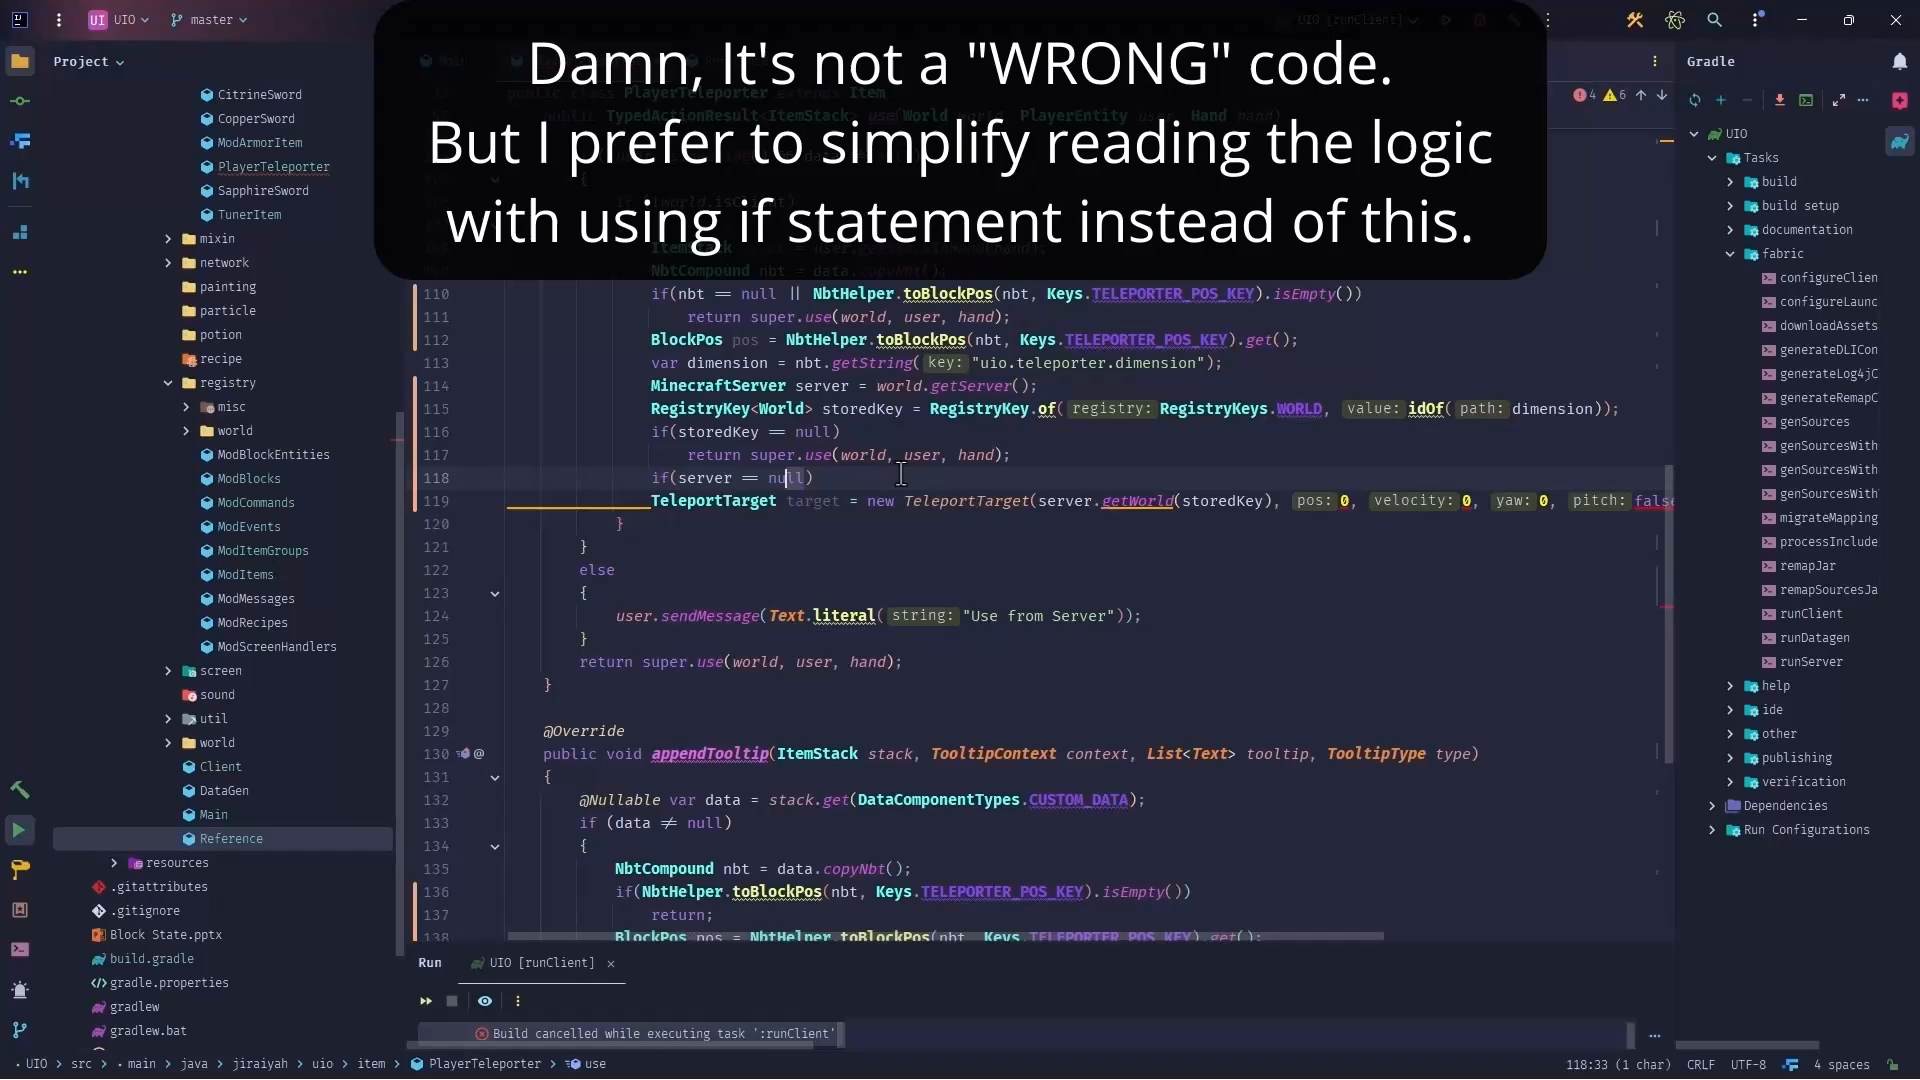 UI UIO master
Damn, It's not a "WRONG" code.
But I prefer to simplify reading the logic
with using if statement instead of this.
Project
CitrineSword
CopperSword
ModArmorItem
PlayerTeleporter
SapphireSword
TunerItem
mixin
network
painting
particle
potion
recipe
registry
misc
world
ModBlockEntities
ModBlocks
ModCommands
ModEvents
ModItemGroups
ModItems
ModMessages
ModRecipes
ModScreenHandlers
screen
sound
util
world
Client
DataGen
Main
Reference
resources
.gitattributes
.gitignore
Block State.pptx
build.gradle
gradle.properties
gradlew
gradlew.bat
4 6
110 if(nbt == null || NbtHelper.toBlockPos(nbt, Keys.TELEPORTER_POS_KEY).isEmpty())
111 return super.use(world, user, hand);
112 BlockPos pos = NbtHelper.toBlockPos(nbt, Keys.TELEPORTER_POS_KEY).get();
113 var dimension = nbt.getString( key: "uio.teleporter.dimension");
114 MinecraftServer server = world.getServer();
115 RegistryKey<World> storedKey = RegistryKey.of( registry: RegistryKeys.WORLD, value: idOf( path: dimension));
116 if(storedKey == null)
117 return super.use(world, user, hand);
118 if(server == null)
119 TeleportTarget target = new TeleportTarget(server.getWorld(storedKey), pos: 0, velocity: 0, yaw: 0, pitch: false
120 }
121 }
122 else
123 {
124 user.sendMessage(Text.literal( string: "Use from Server"));
125 }
126 return super.use(world, user, hand);
127 }
128
129 @Override
130 @ public void appendTooltip(ItemStack stack, TooltipContext context, List<Text> tooltip, TooltipType type)
131 {
132 @Nullable var data = stack.get(DataComponentTypes.CUSTOM_DATA);
133 if (data ≠ null)
134 {
135 NbtCompound nbt = data.copyNbt();
136 if(NbtHelper.toBlockPos(nbt, Keys.TELEPORTER_POS_KEY).isEmpty())
137 return;
138 BlockPos pos = NbtHelper.toBlockPos(nbt, Keys.TELEPORTER_POS_KEY).get();
Gradle
UIO
Tasks
build
build setup
documentation
fabric
configureClien
configureLaunc
downloadAssets
generateDLICon
generateLog4jC
generateRemapC
genSources
genSourcesWith
genSourcesWith
genSourcesWith
migrateMapping
processInclude
remapJar
remapSourcesJa
runClient
runDatagen
runServer
help
ide
other
publishing
verification
Dependencies
Run Configurations
Run UIO [runClient]
Build cancelled while executing task ':runClient'
UIO > src > main > java > jiraiyah > uio > item > PlayerTeleporter > use
118:33 (1 char) CRLF UTF-8 4 spaces